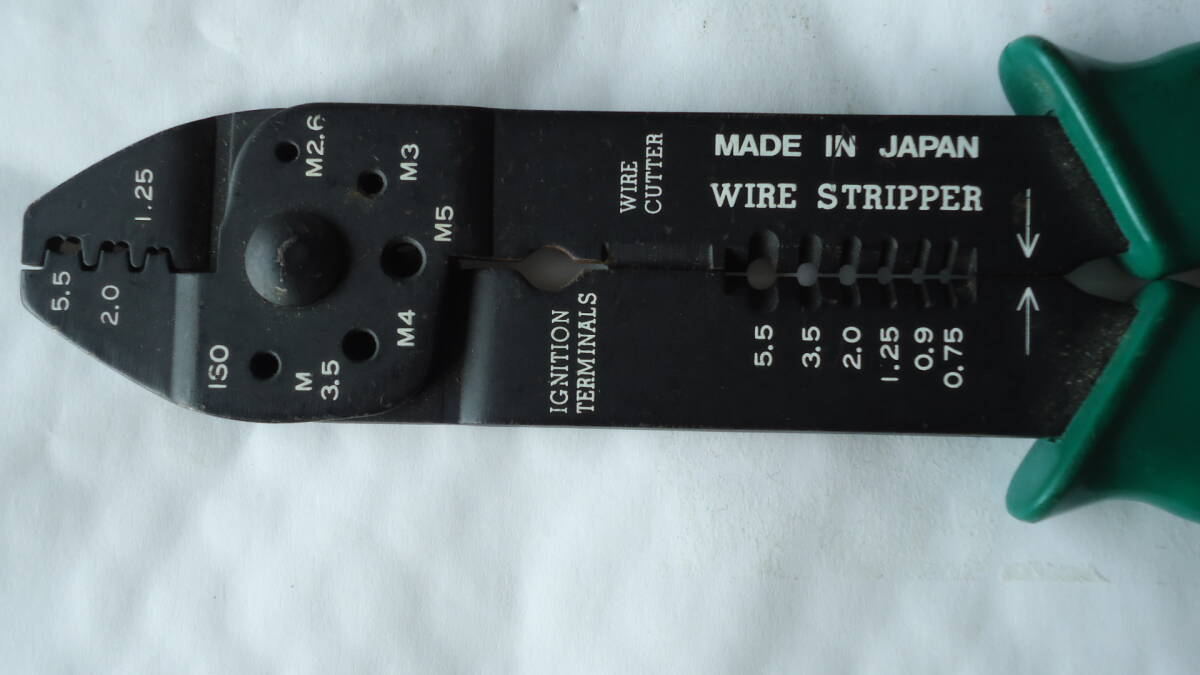 1.25
5.5
2.0
M2.6
M3
M5
M4
M
3.5
ISO
WIRE
CUTTER
IGNITION
TERMINALS
MADE IN JAPAN
WIRE STRIPPER
5.5
3.5
2.0
1.25
0.9
0.75